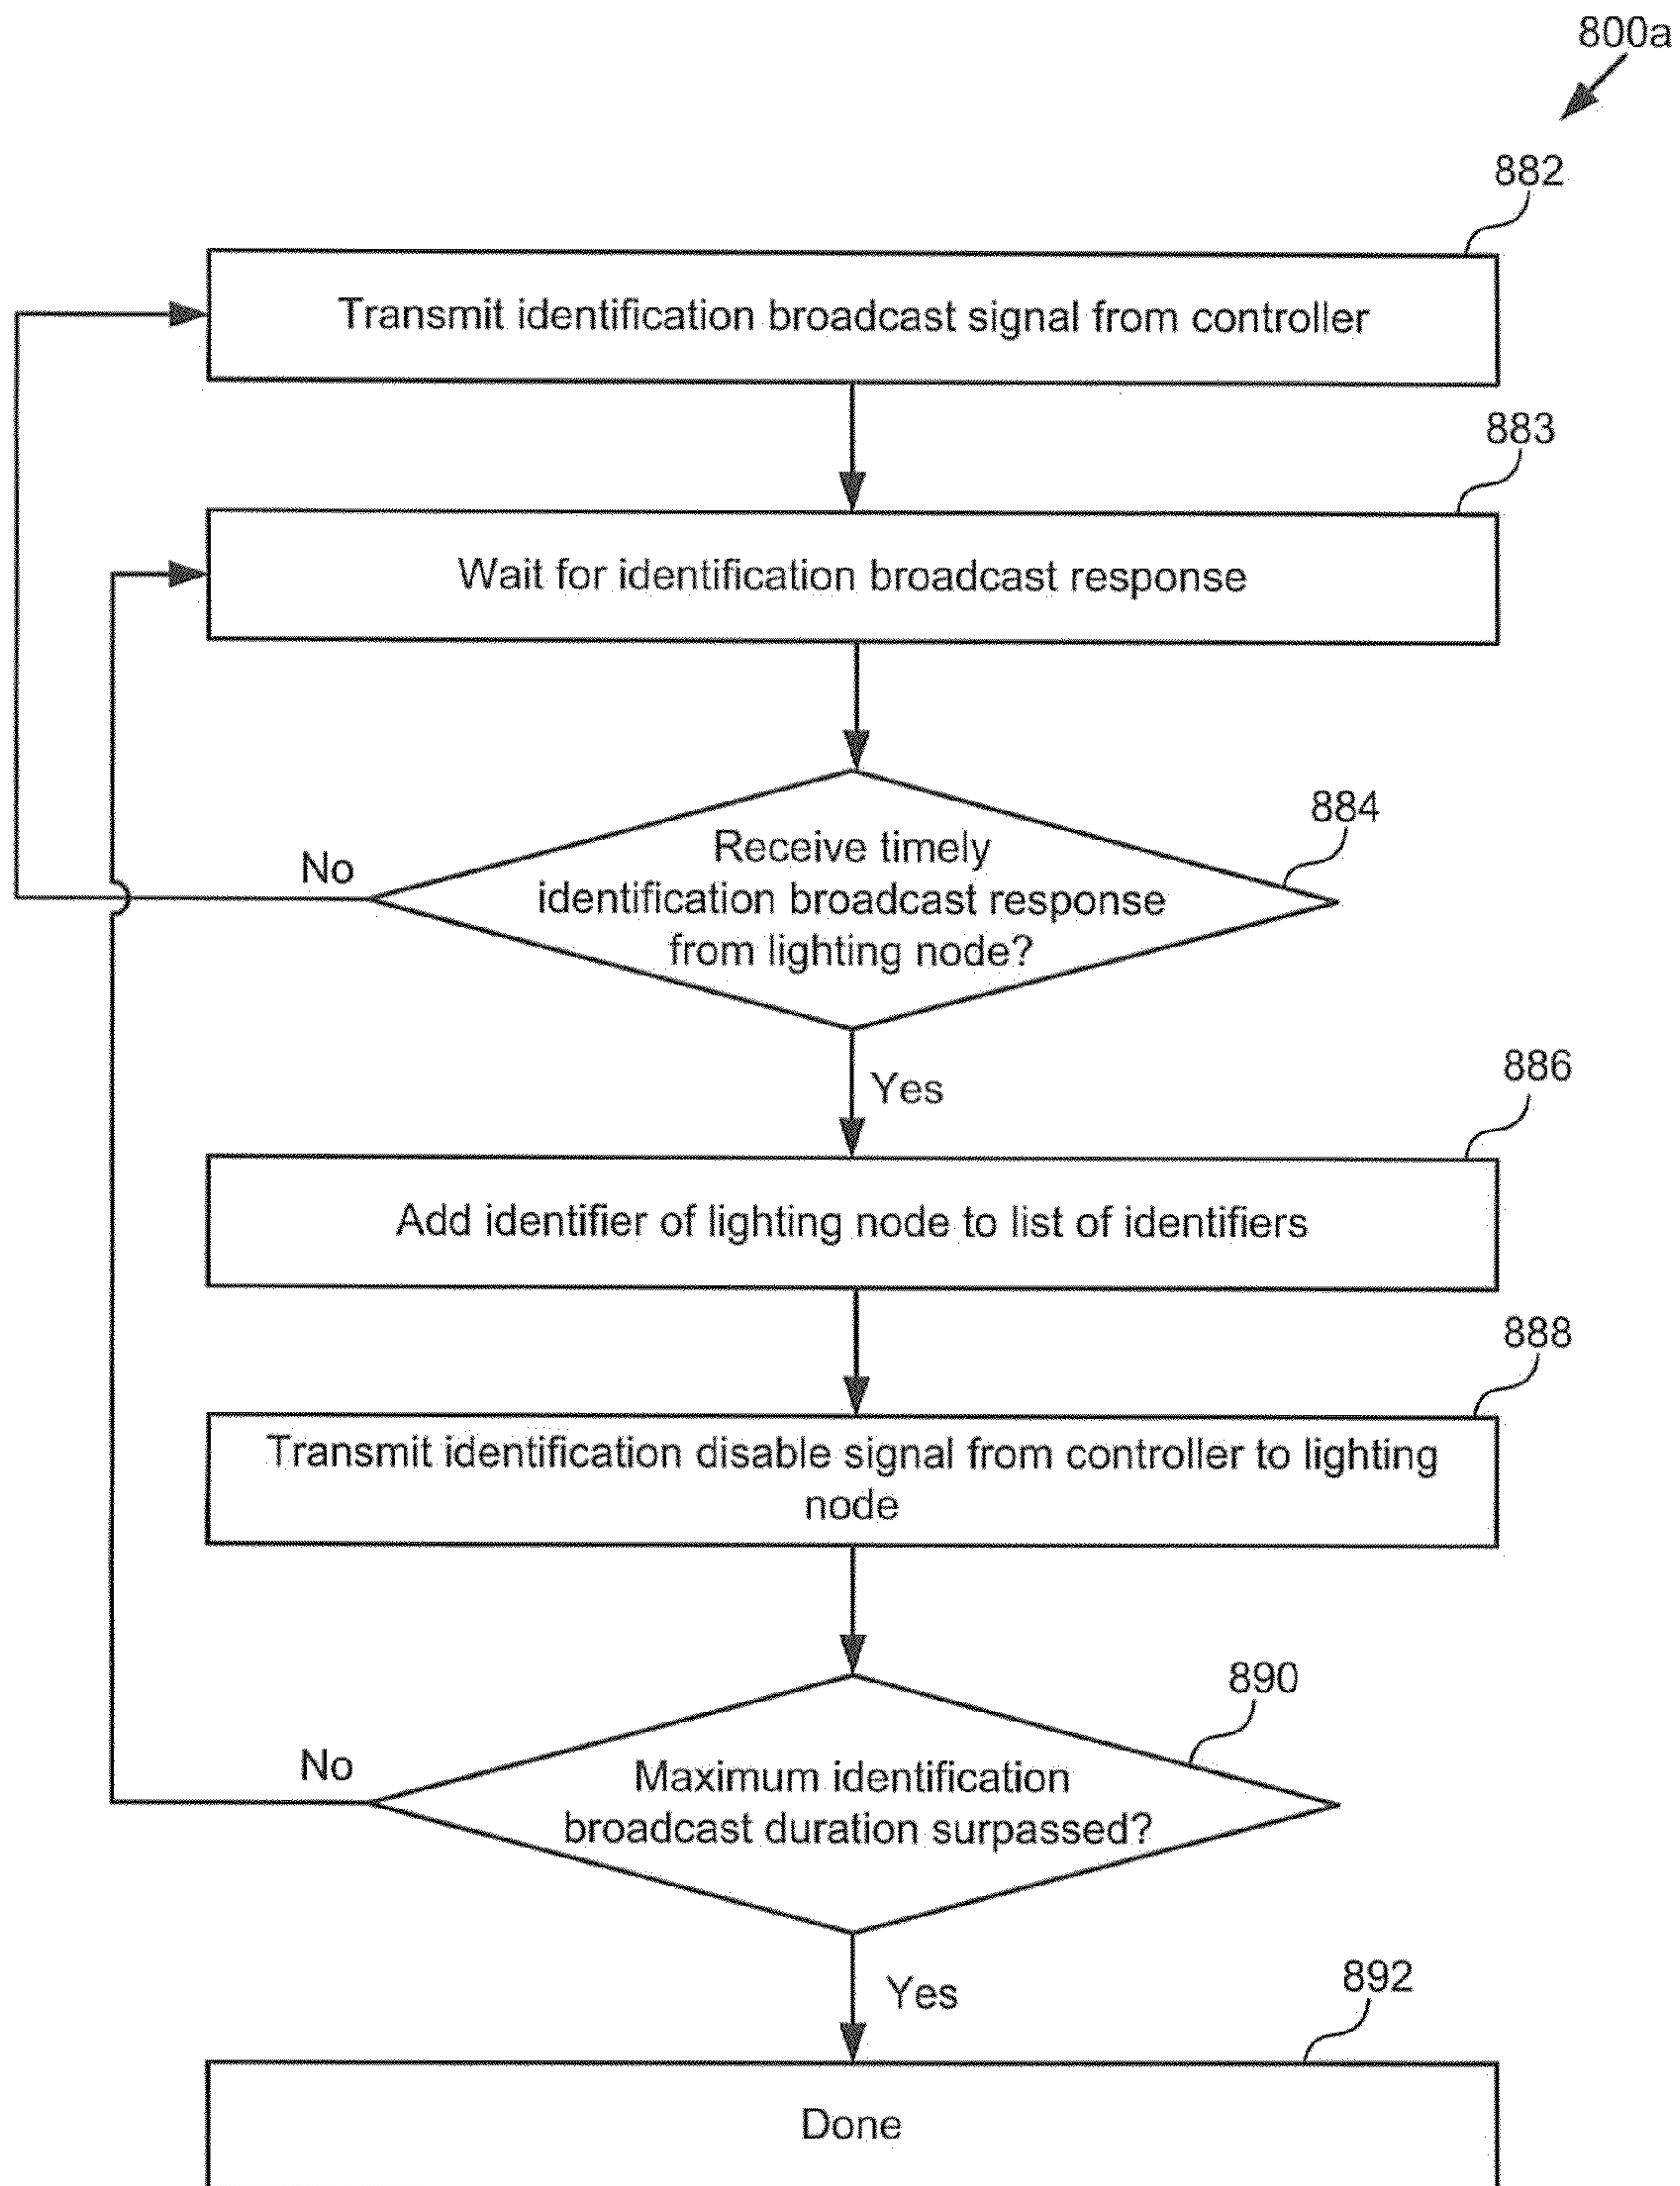 800a
882
Transmit identification broadcast signal from controller
883
Wait for identification broadcast response
884
Receive timely
identification broadcast response
from lighting node?
No
Yes
886
Add identifier of lighting node to list of identifiers
888
Transmit identification disable signal from controller to lighting
node
890
Maximum identification
broadcast duration surpassed?
No
Yes
892
Done